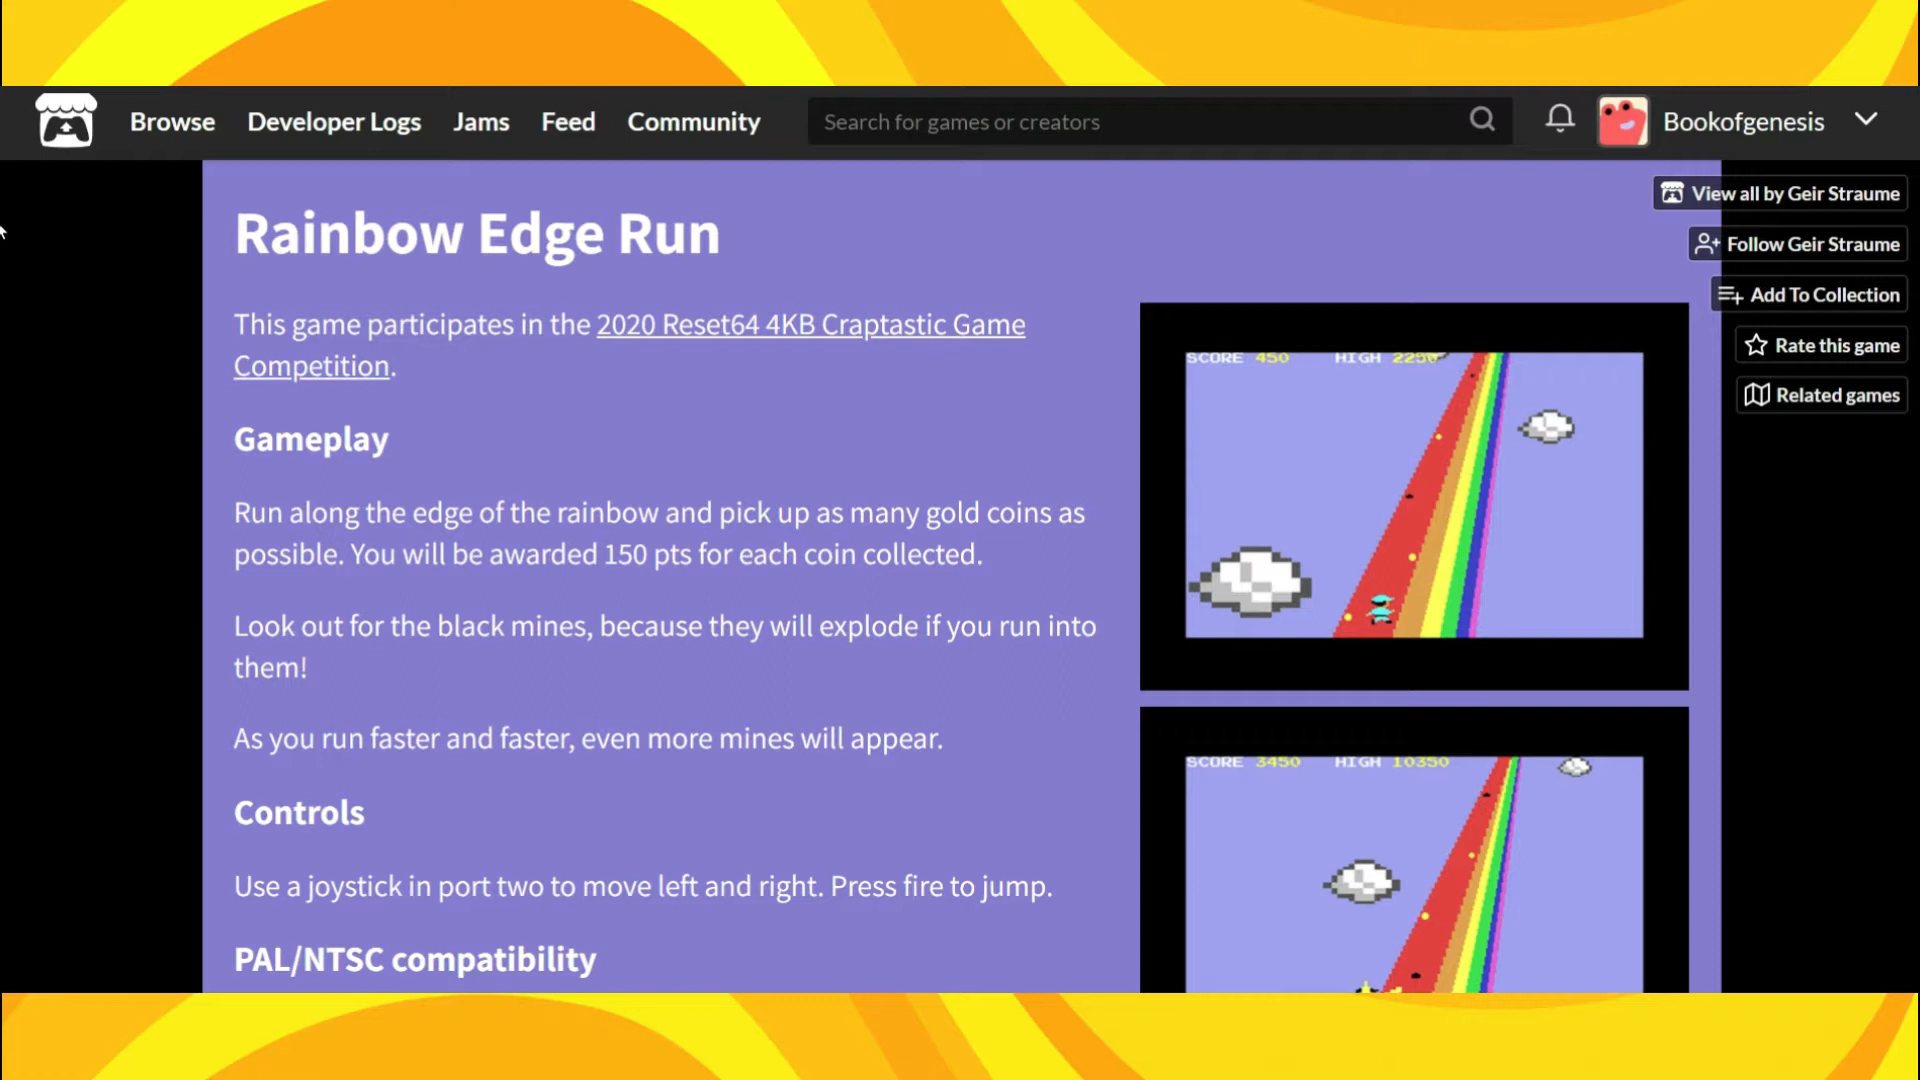 Browse Developer Logs Jams Feed Community Search for games or creators Bookofgenesis
View all by Geir Straume
Follow Geir Straume
Add To Collection
Rate this game
Related games
Rainbow Edge Run
This game participates in the 2020 Reset64 4KB Craptastic Game
Competition.
Gameplay
Run along the edge of the rainbow and pick up as many gold coins as
possible. You will be awarded 150 pts for each coin collected.
Look out for the black mines, because they will explode if you run into
them!
As you run faster and faster, even more mines will appear.
Controls
Use a joystick in port two to move left and right. Press fire to jump.
PAL/NTSC compatibility
SCORE 450 HIGH 2250
SCORE 3450 HIGH 10350